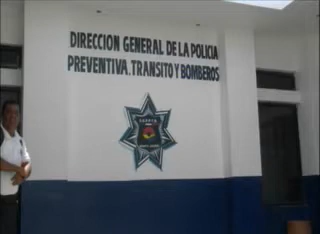 DIRECCION GENERAL DE LA POLICIA
PREVENTIVA. TRANSITO Y BOMBEROS